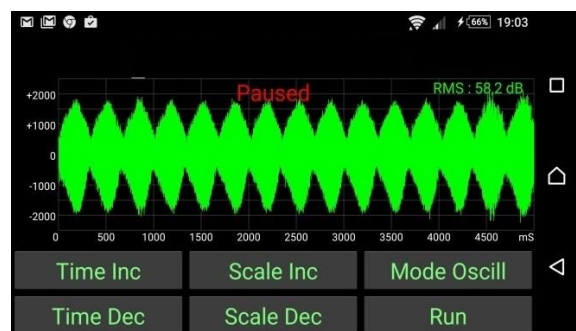 66% 19:03
Paused
RMS : 58,2 dB
+2000
+1000
0
-1000
-2000
0 500 1000 1500 2000 2500 3000 3500 4000 4500 mS
Time Inc Scale Inc Mode Oscill
Time Dec Scale Dec Run